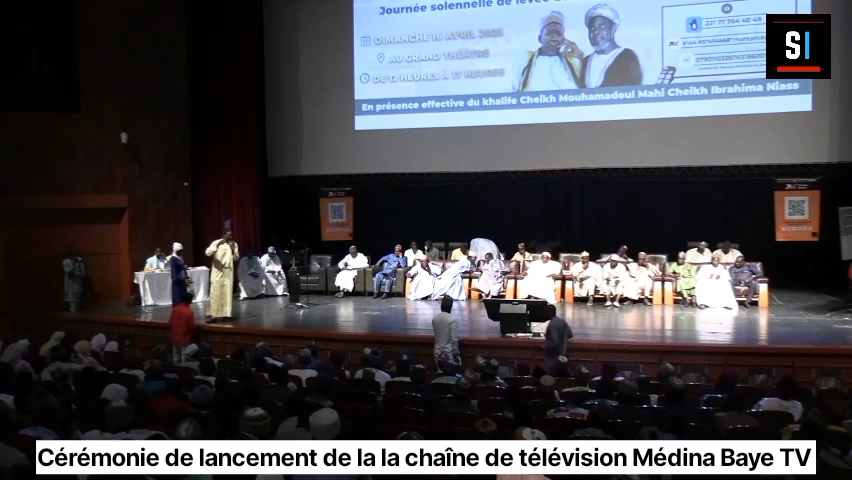 Journée solennelle de levée
DIMANCHE 16 AVRIL 2023
AU GRAND THÉÂTRE
DE 12 HEURES À 17 HEURES
221 77 764 40 48
SI
En présence effective du khalife Cheikh Mouhamadoul Mahi Cheikh Ibrahima Niass
Cérémonie de lancement de la la chaîne de télévision Médina Baye TV